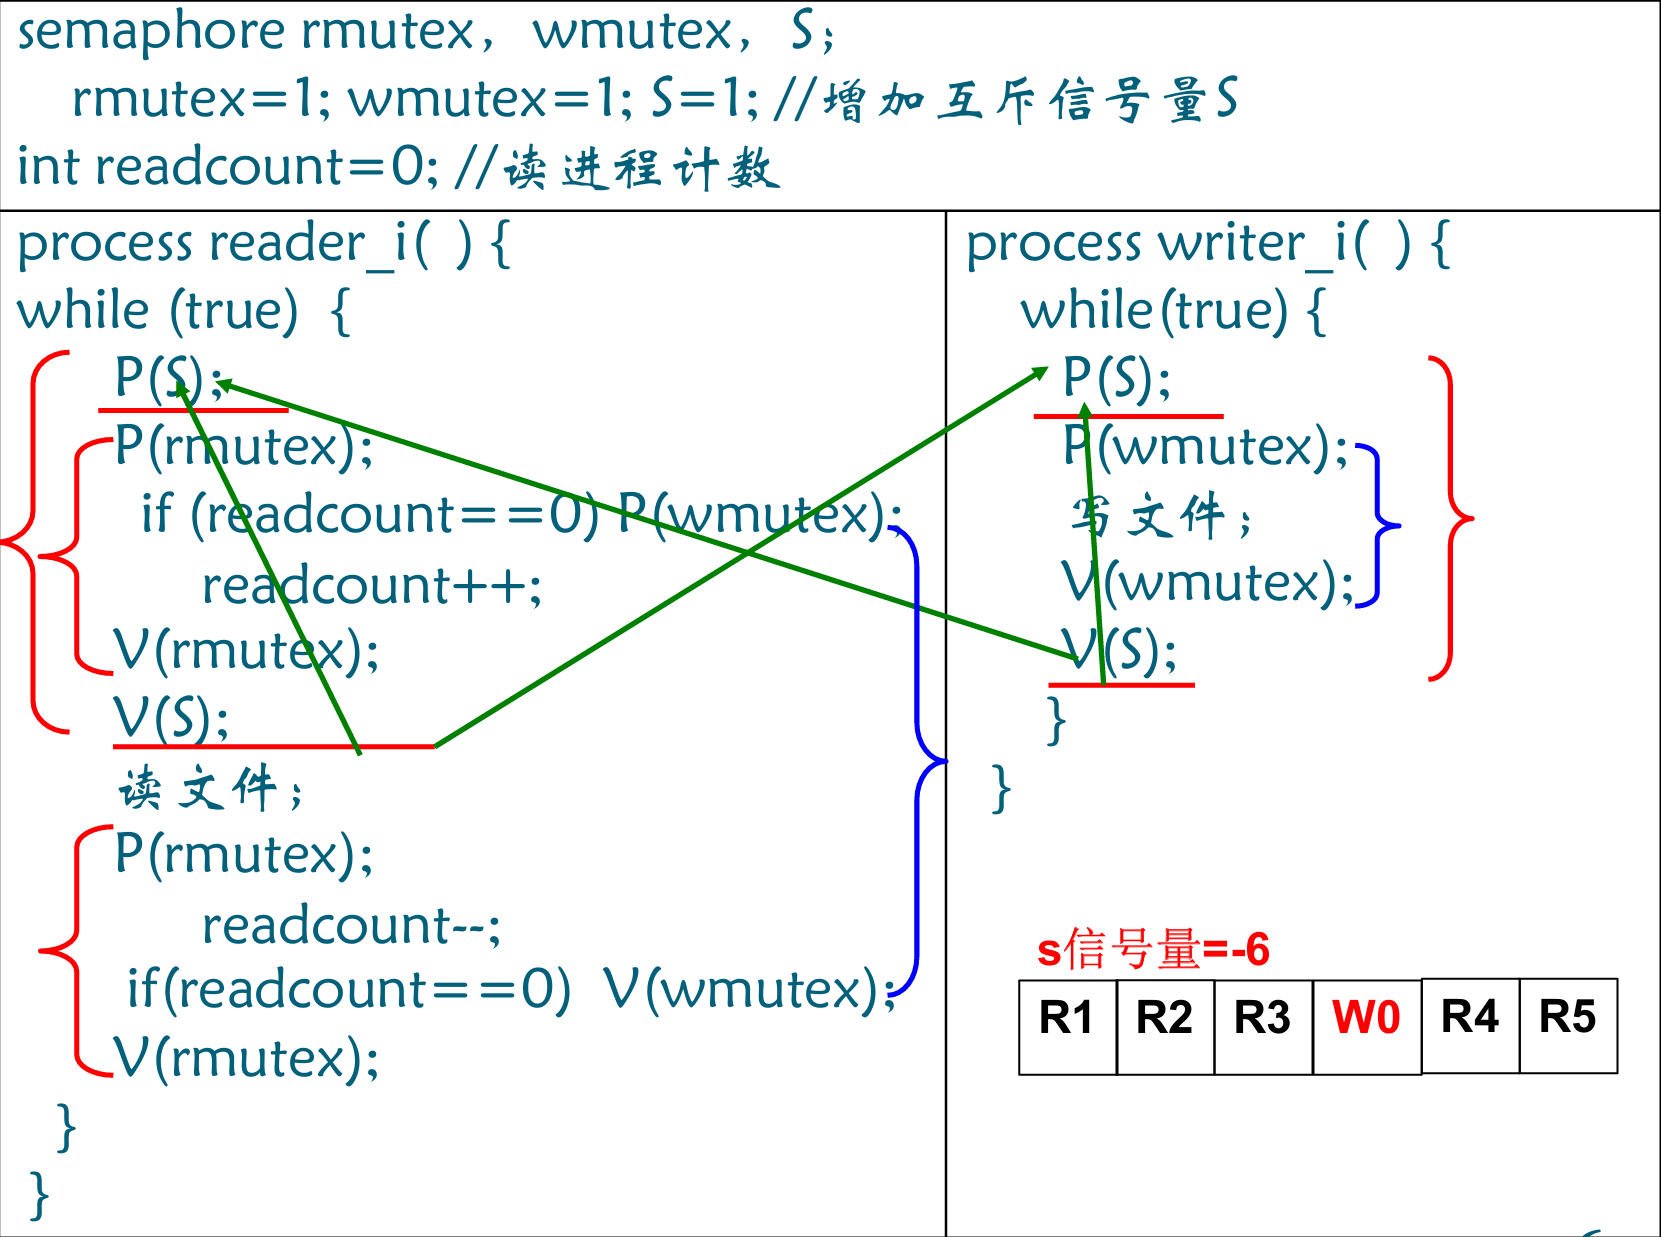 semaphore rmutex，wmutex，S；
rmutex=1; wmutex=1; S=1; //增加互斥信号量S
int readcount=0; //读进程计数
process reader_i( ) {
while (true) {
P(S);
P(rmutex);
if (readcount==0) P(wmutex);
readcount++;
V(rmutex);
V(S);
读文件；
P(rmutex);
readcount--;
if(readcount==0) V(wmutex);
V(rmutex);
}
}
process writer_i( ) {
while(true) {
P(S);
P(wmutex);
写文件；
V(wmutex);
V(S);
}
}
s信号量=-6
R1 R2 R3 W0 R4 R5